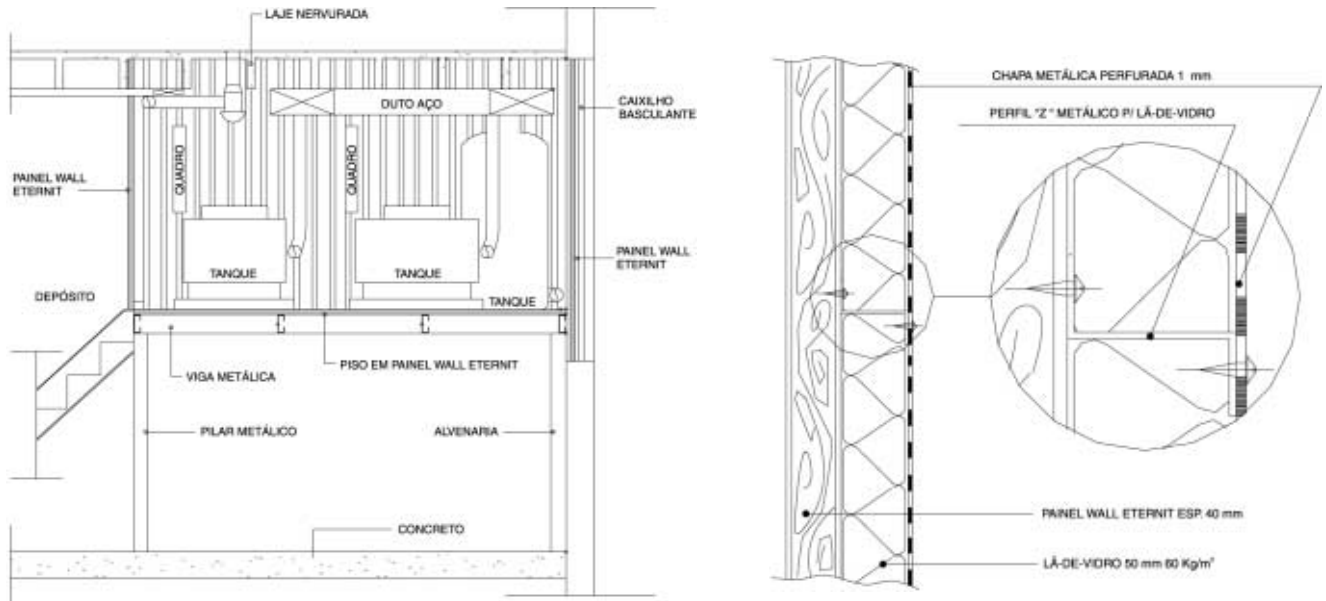 LAJE NERVURADA
DUTO AÇO
CAIXILHO
BASCULANTE
QUADRO
QUADRO
PAINEL WALL
ETERNIT
PAINEL WALL
ETERNIT
TANQUE
TANQUE
TANQUE
DEPÓSITO
VIGA METÁLICA
PISO EM PAINEL WALL ETERNIT
PILAR METÁLICO
ALVENARIA
CONCRETO
CHAPA METÁLICA PERFURADA 1 mm
PERFIL "Z" METÁLICO P/ LÃ-DE-VIDRO
PAINEL WALL ETERNIT ESP. 40 mm
LÃ-DE-VIDRO 50 mm 60 Kg/m³